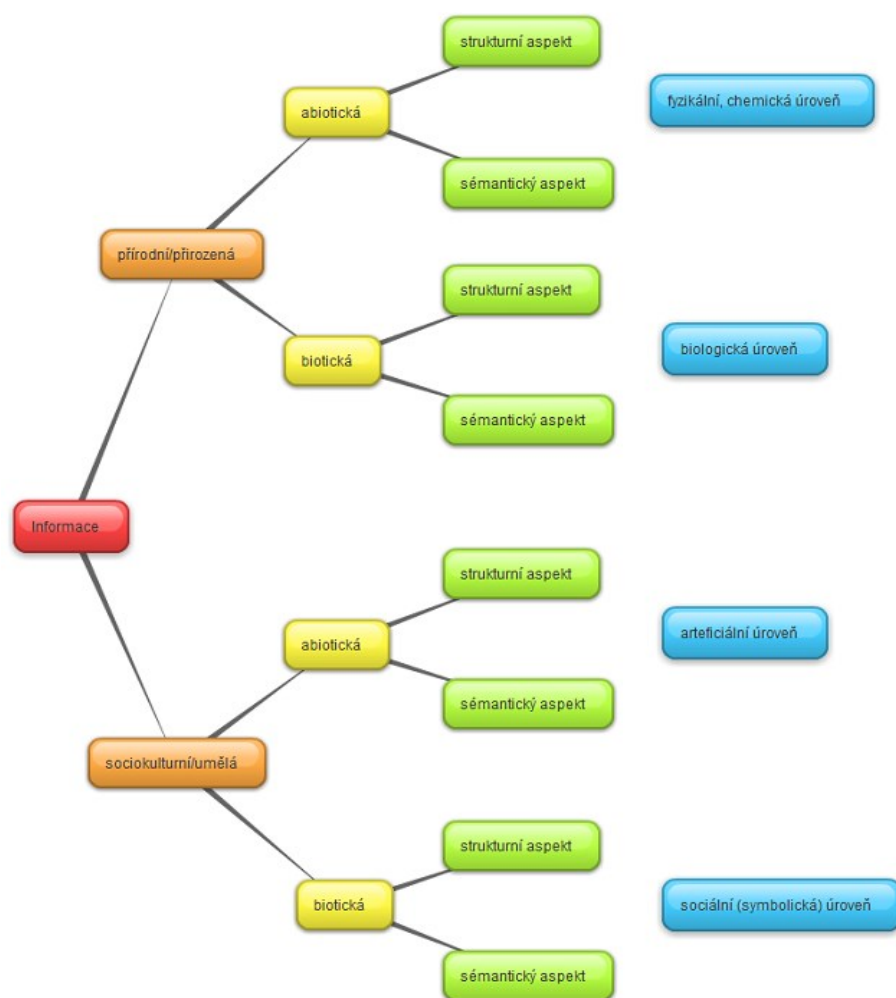 strukturní aspekt
fyzikální, chemická úroveň
abiotická
sémantický aspekt
přírodní/přirozená
strukturní aspekt
biologická úroveň
biotická
sémantický aspekt
Informace
strukturní aspekt
arteficiální úroveň
abiotická
sémantický aspekt
sociokulturní/umělá
strukturní aspekt
sociální (symbolická) úroveň
biotická
sémantický aspekt